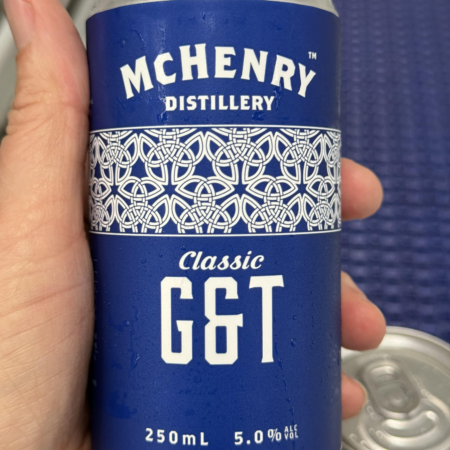 McHENRY™
DISTILLERY
Classic
G&T
250mL 5.0% ALC VOL